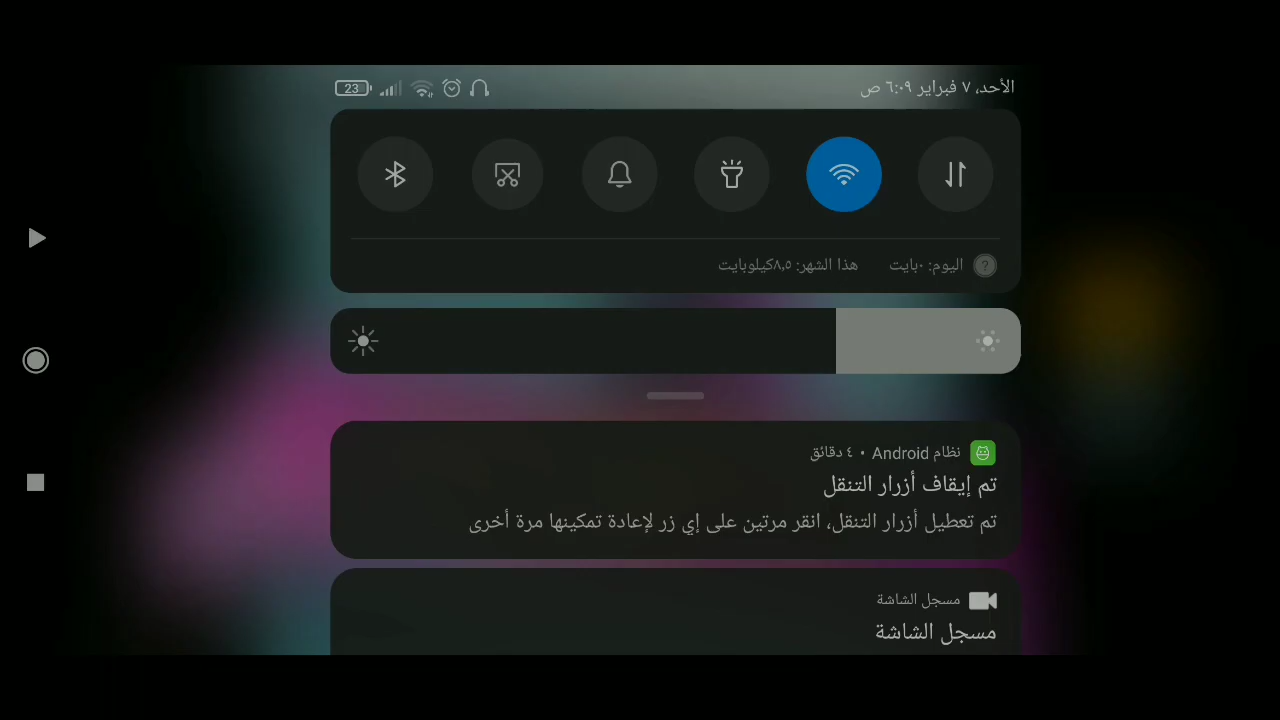 الأحد، ٧ فبراير ٦:٠٩ ص
23
اليوم: ٠بايت هذا الشهر: ٨,٥كيلوبايت
نظام Android • ٤ دقائق
تم إيقاف أزرار التنقل
تم تعطيل أزرار التنقل، انقر مرتين على إي زر لإعادة تمكينها مرة أخرى
مسجل الشاشة
مسجل الشاشة